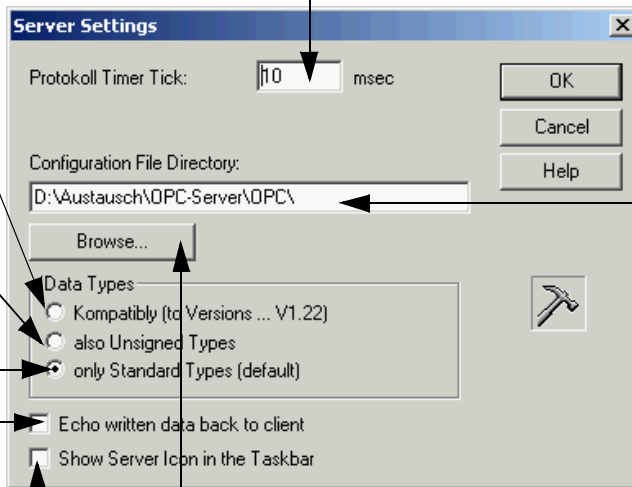 Server Settings
Protokoll Timer Tick: 10 msec
OK
Cancel
Help
Configuration File Directory:
D:\Austausch\OPC-Server\OPC\
Browse...
Data Types
Kompatibly (to Versions ... V1.22)
also Unsigned Types
only Standard Types (default)
Echo written data back to client
Show Server Icon in the Taskbar